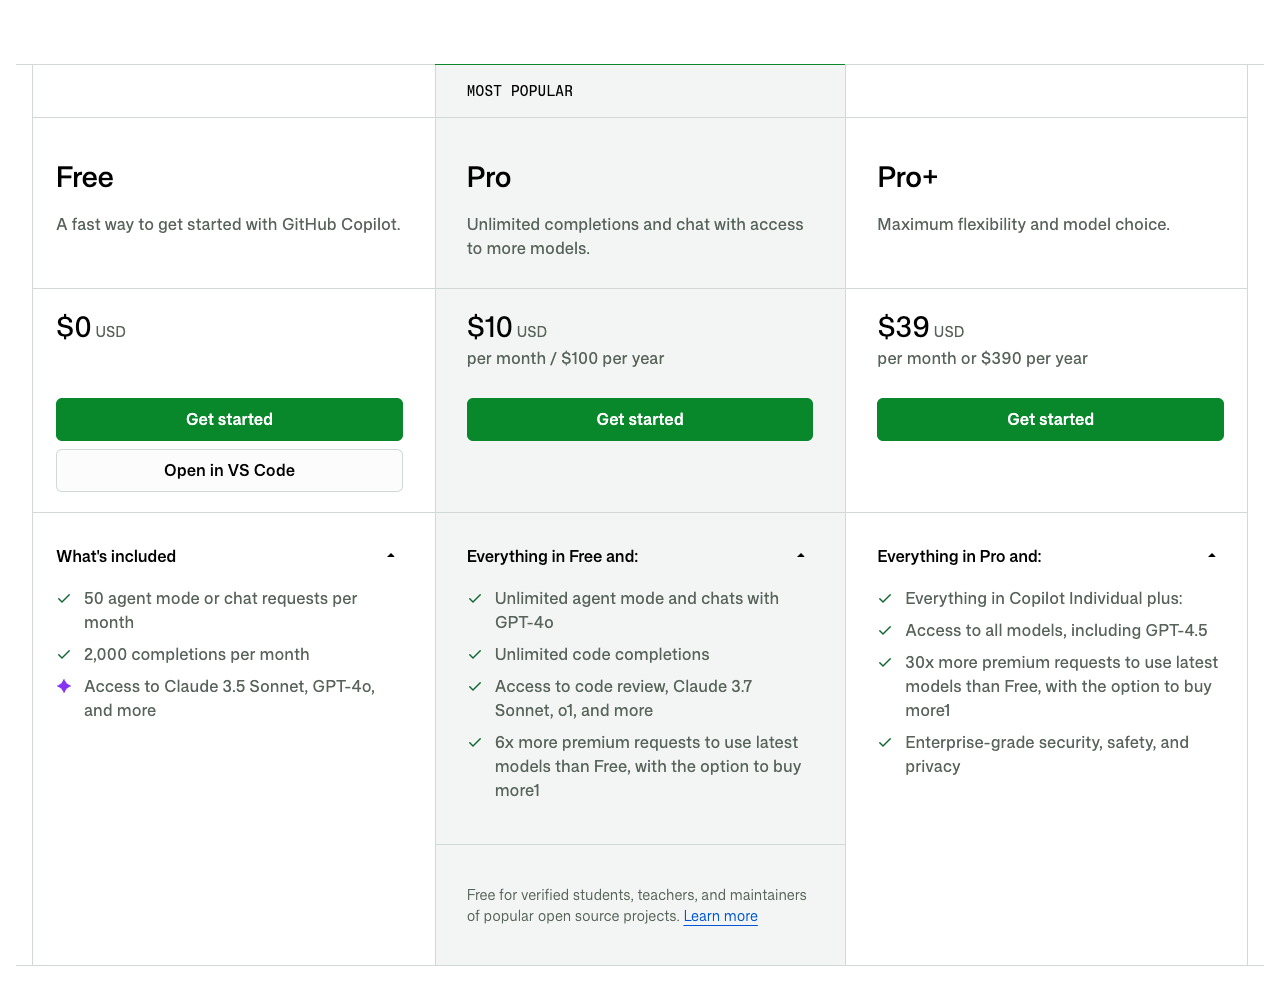 MOST POPULAR
Free
A fast way to get started with GitHub Copilot.
$0 USD
Get started
Open in VS Code
What's included
50 agent mode or chat requests per
month
2,000 completions per month
Access to Claude 3.5 Sonnet, GPT-4o,
and more
Pro
Unlimited completions and chat with access
to more models.
$10 USD
per month / $100 per year
Get started
Everything in Free and:
Unlimited agent mode and chats with
GPT-4o
Unlimited code completions
Access to code review, Claude 3.7
Sonnet, o1, and more
6x more premium requests to use latest
models than Free, with the option to buy
more1
Free for verified students, teachers, and maintainers
of popular open source projects. Learn more
Pro+
Maximum flexibility and model choice.
$39 USD
per month or $390 per year
Get started
Everything in Pro and:
Everything in Copilot Individual plus:
Access to all models, including GPT-4.5
30x more premium requests to use latest
models than Free, with the option to buy
more1
Enterprise-grade security, safety, and
privacy